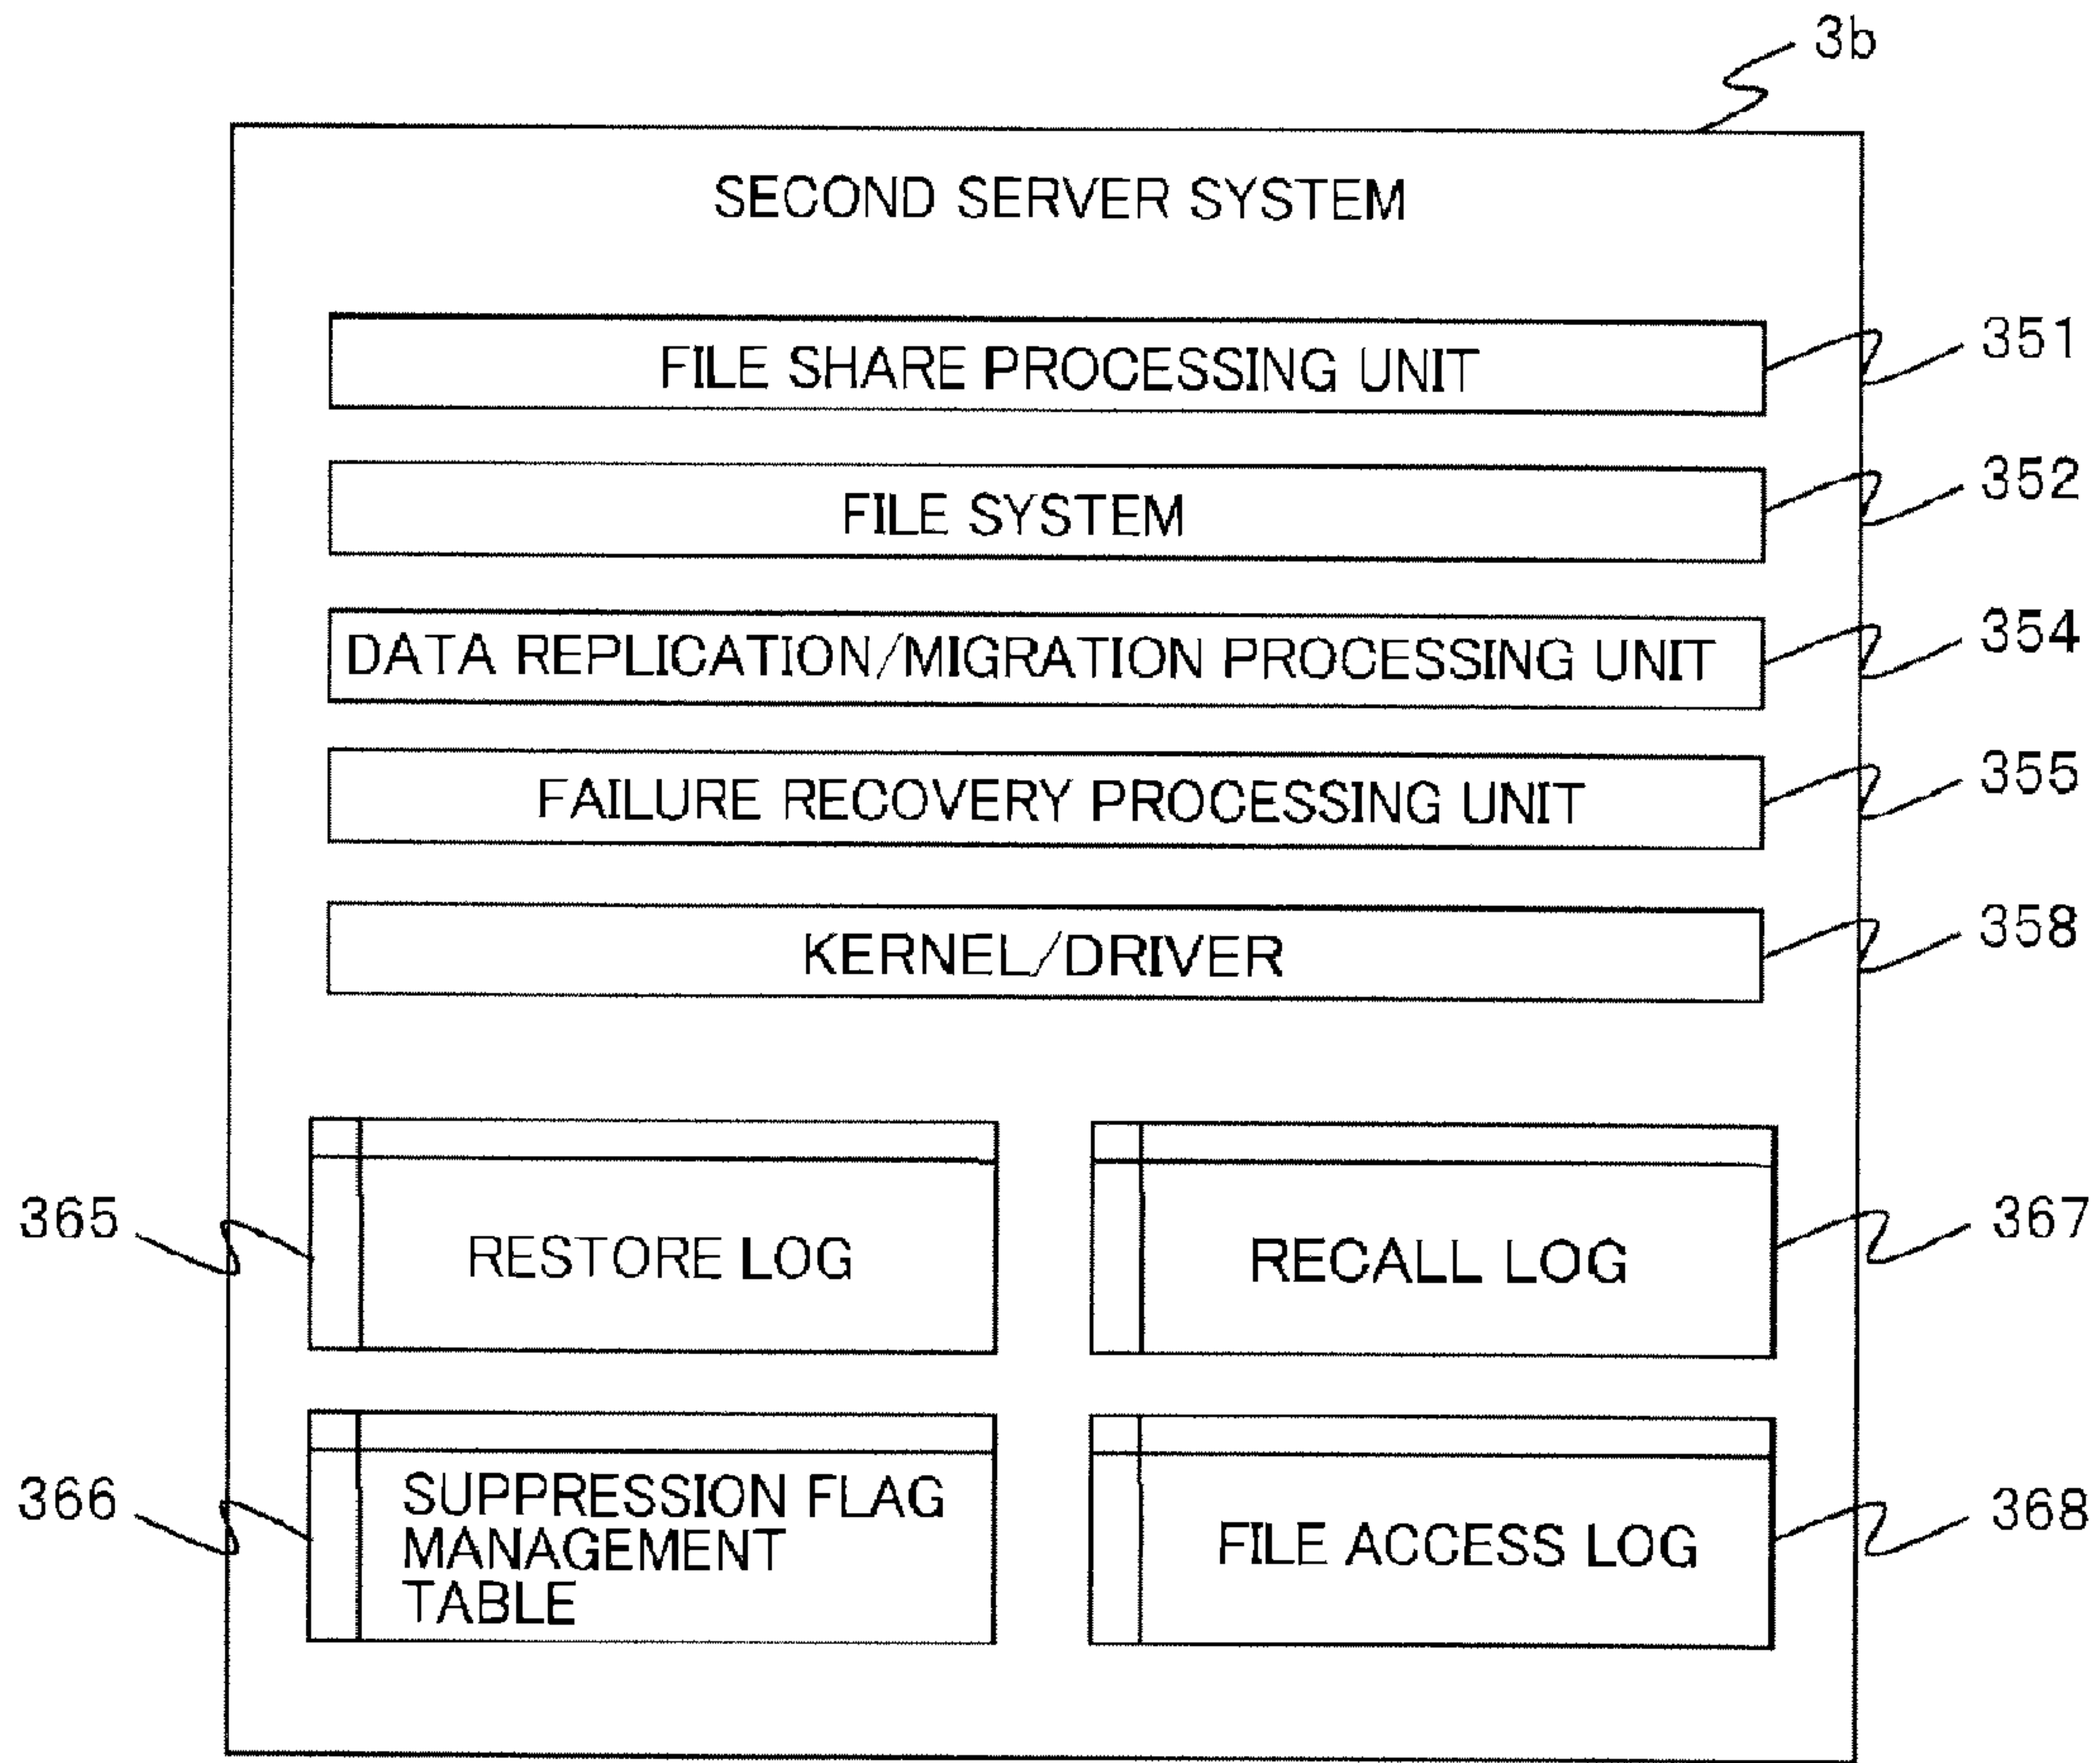 3b
SECOND SERVER SYSTEM
FILE SHARE PROCESSING UNIT
351
FILE SYSTEM
352
DATA REPLICATION/MIGRATION PROCESSING UNIT
354
FAILURE RECOVERY PROCESSING UNIT
355
KERNEL/DRIVER
358
365
RESTORE LOG
RECALL LOG
367
366
SUPPRESSION FLAG
MANAGEMENT
TABLE
FILE ACCESS LOG
368